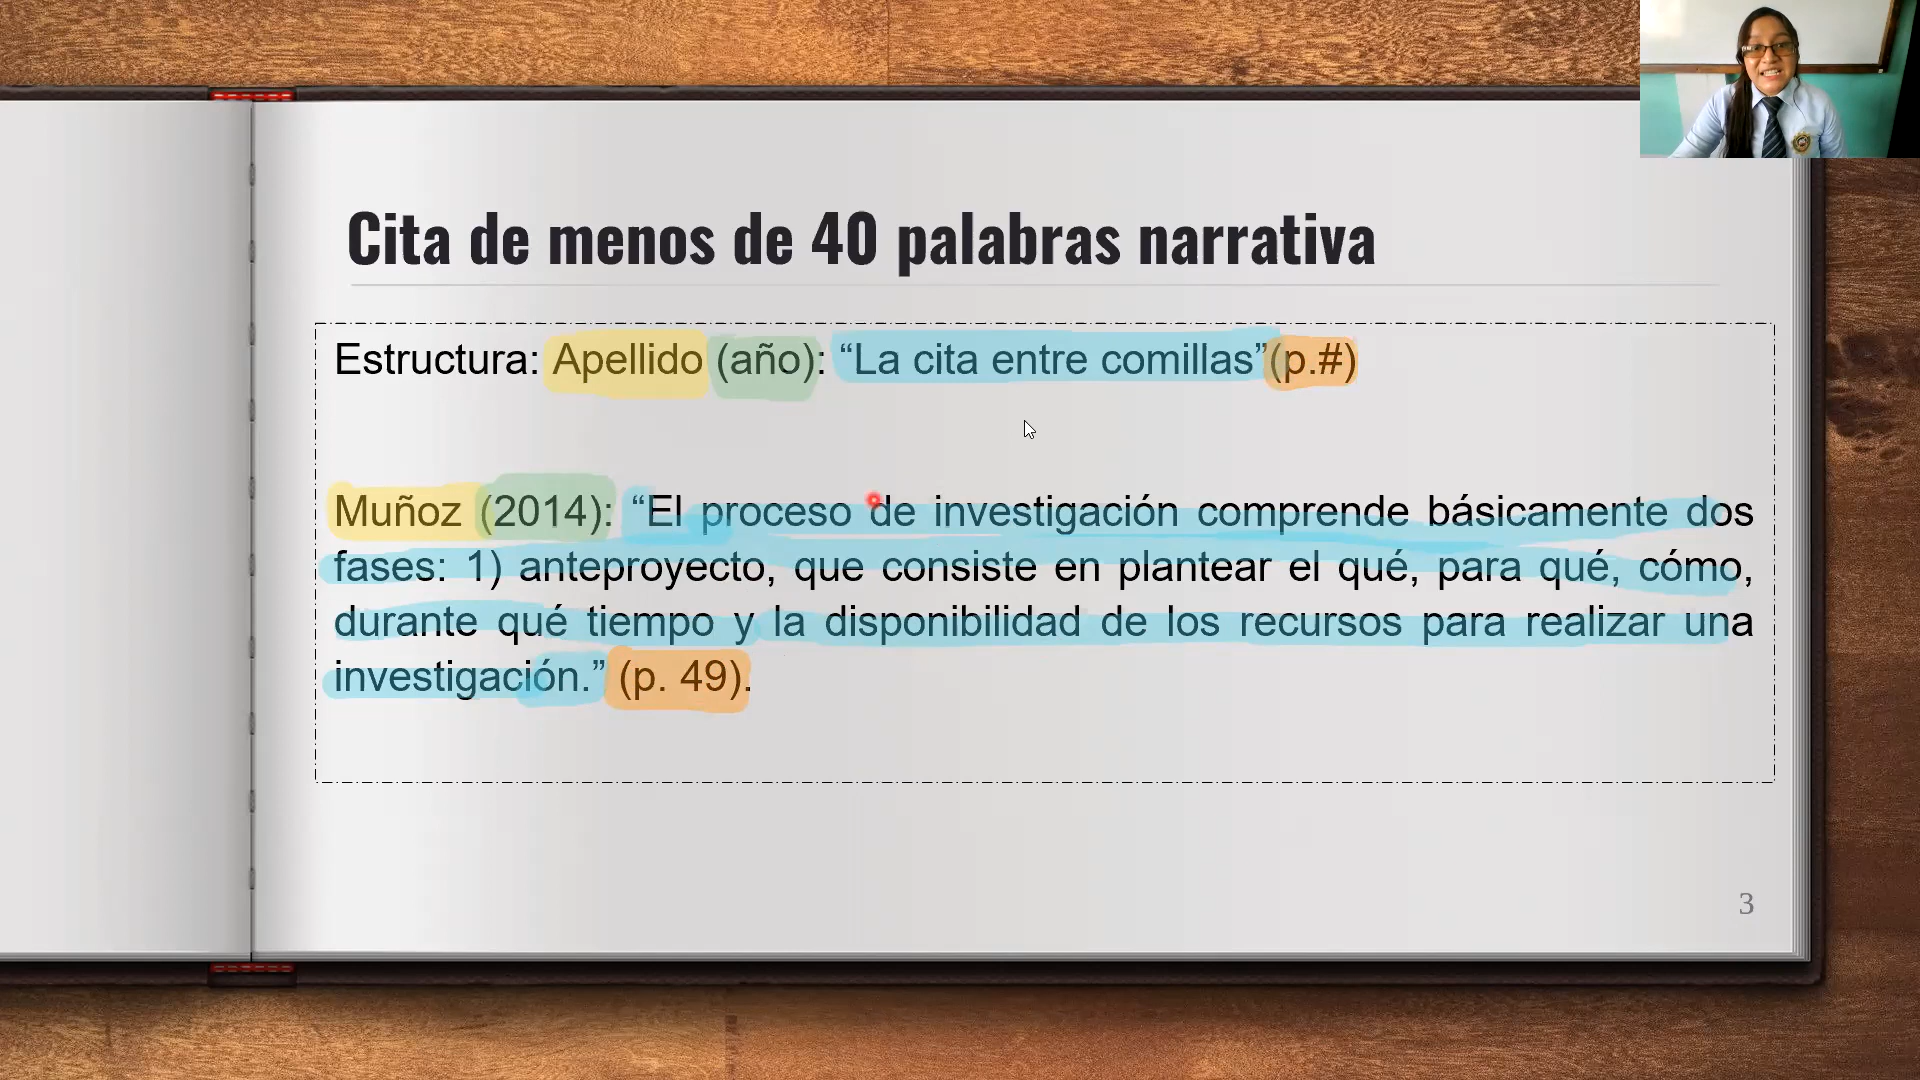 Cita de menos de 40 palabras narrativa
Estructura: Apellido (año): “La cita entre comillas”(p.#)
Muñoz (2014): “El proceso de investigación comprende básicamente dos
fases: 1) anteproyecto, que consiste en plantear el qué, para qué, cómo,
durante qué tiempo y la disponibilidad de los recursos para realizar una
investigación.” (p. 49).
3